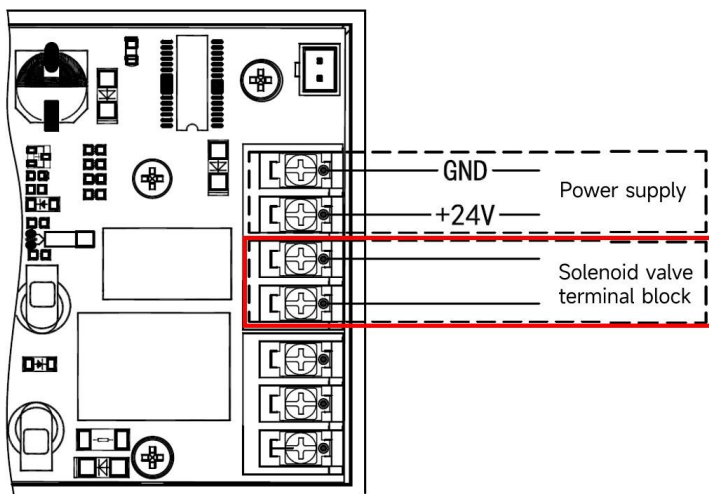 GND
Power supply
+24V
Solenoid valve
terminal block